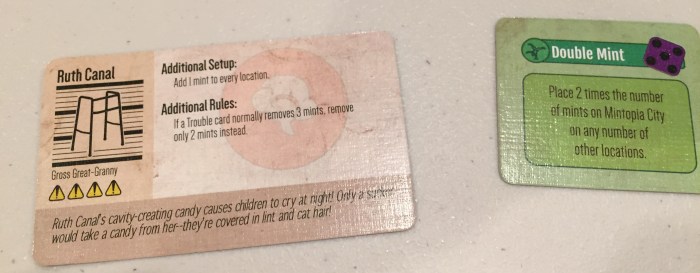 Ruth Canal
Gross Great-Granny
Additional Setup:
Add 1 mint to every location.
Additional Rules:
If a Trouble card normally removes 3 mints, remove
only 2 mints instead.
Ruth Canal's cavity-creating candy causes children to cry at night! Only a sucker
would take a candy from her--they're covered in lint and cat hair!
Double Mint
Place 2 times the number
of mints on Mintopia City
on any number of
other locations.